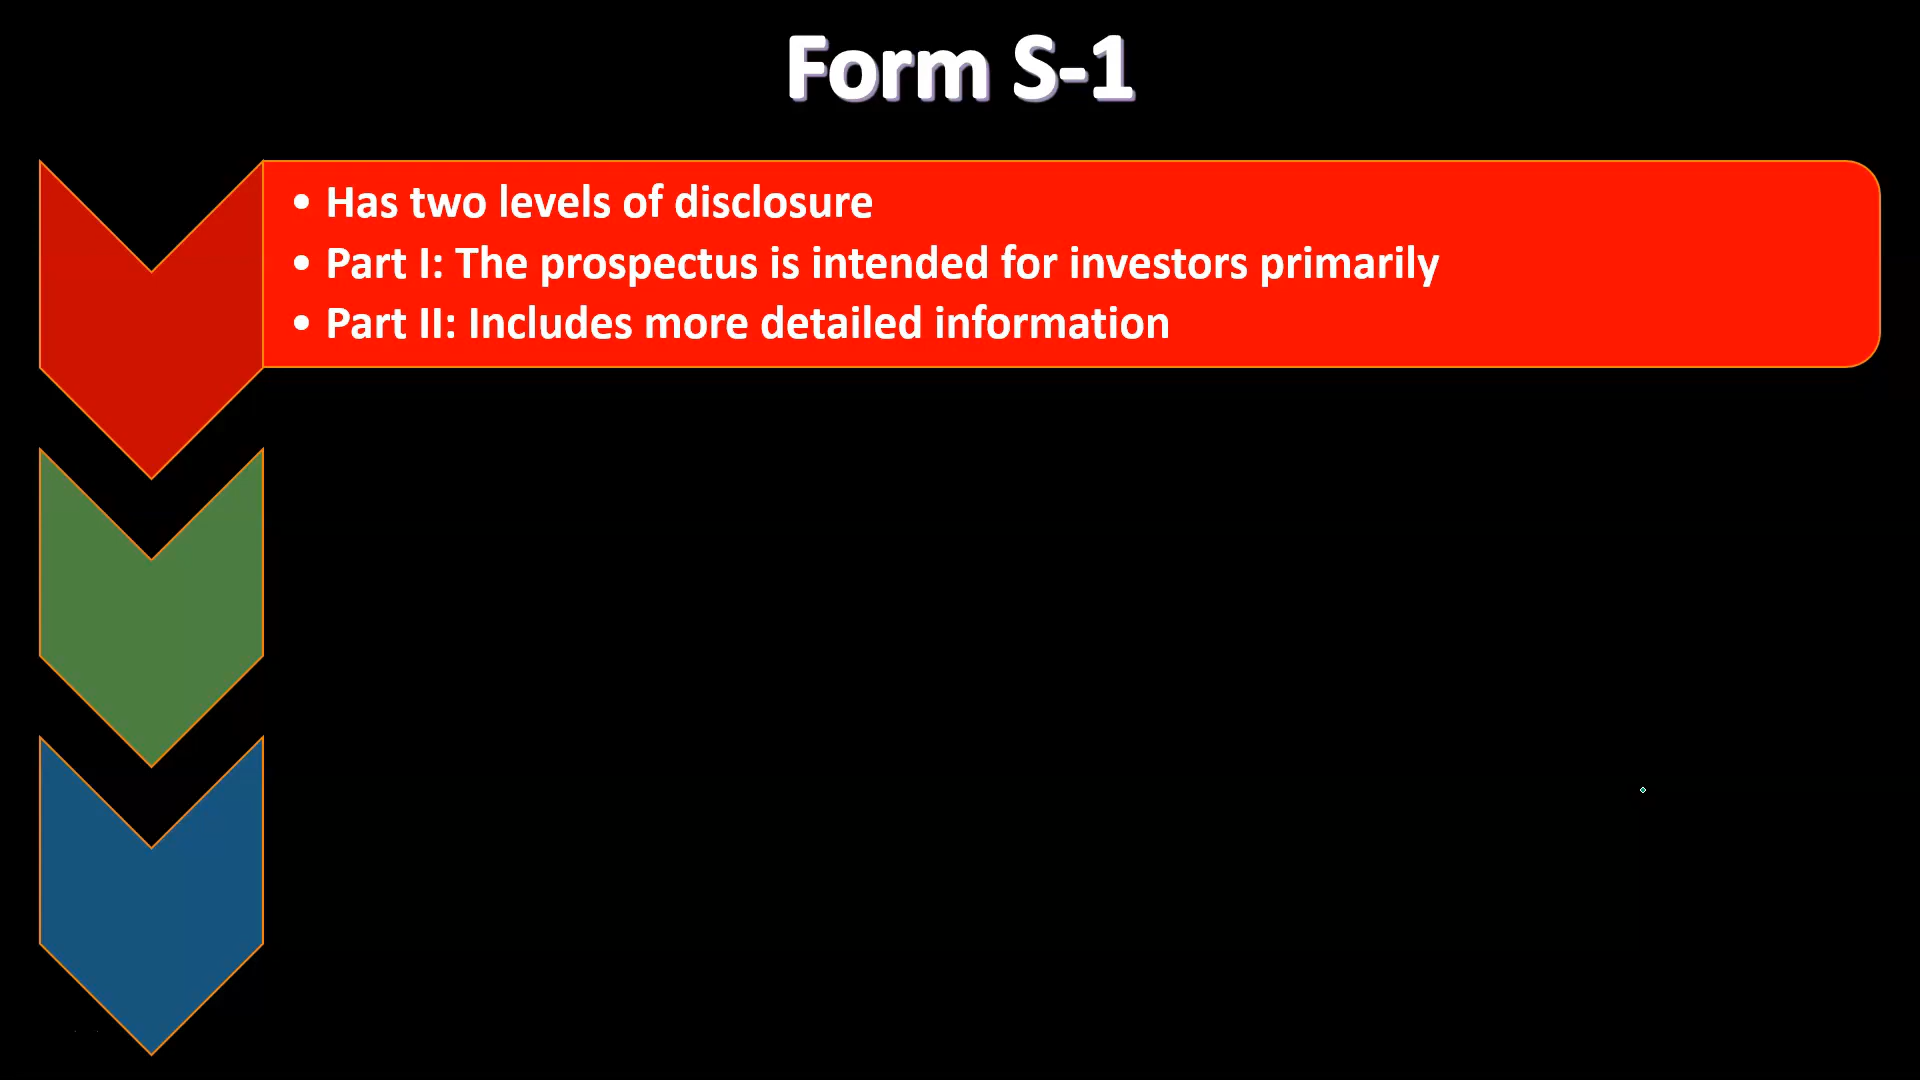 Form S-1
• Has two levels of disclosure
• Part I: The prospectus is intended for investors primarily
• Part II: Includes more detailed information